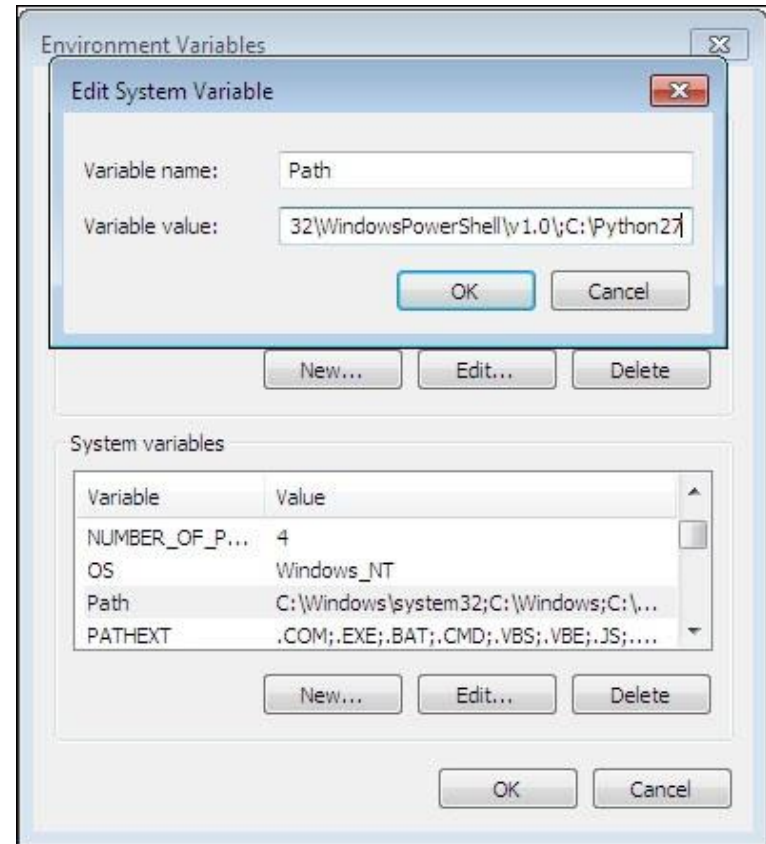 Environment Variables
Edit System Variable
Variable name: Path
Variable value: 32\WindowsPowerShell\v1.0\;C:\Python27
OK Cancel
New... Edit... Delete
System variables
Variable Value
NUMBER_OF_P... 4
OS Windows_NT
Path C:\Windows\system32;C:\Windows;C:\...
PATHEXT .COM;.EXE;.BAT;.CMD;.VBS;.VBE;.JS;....
New... Edit... Delete
OK Cancel